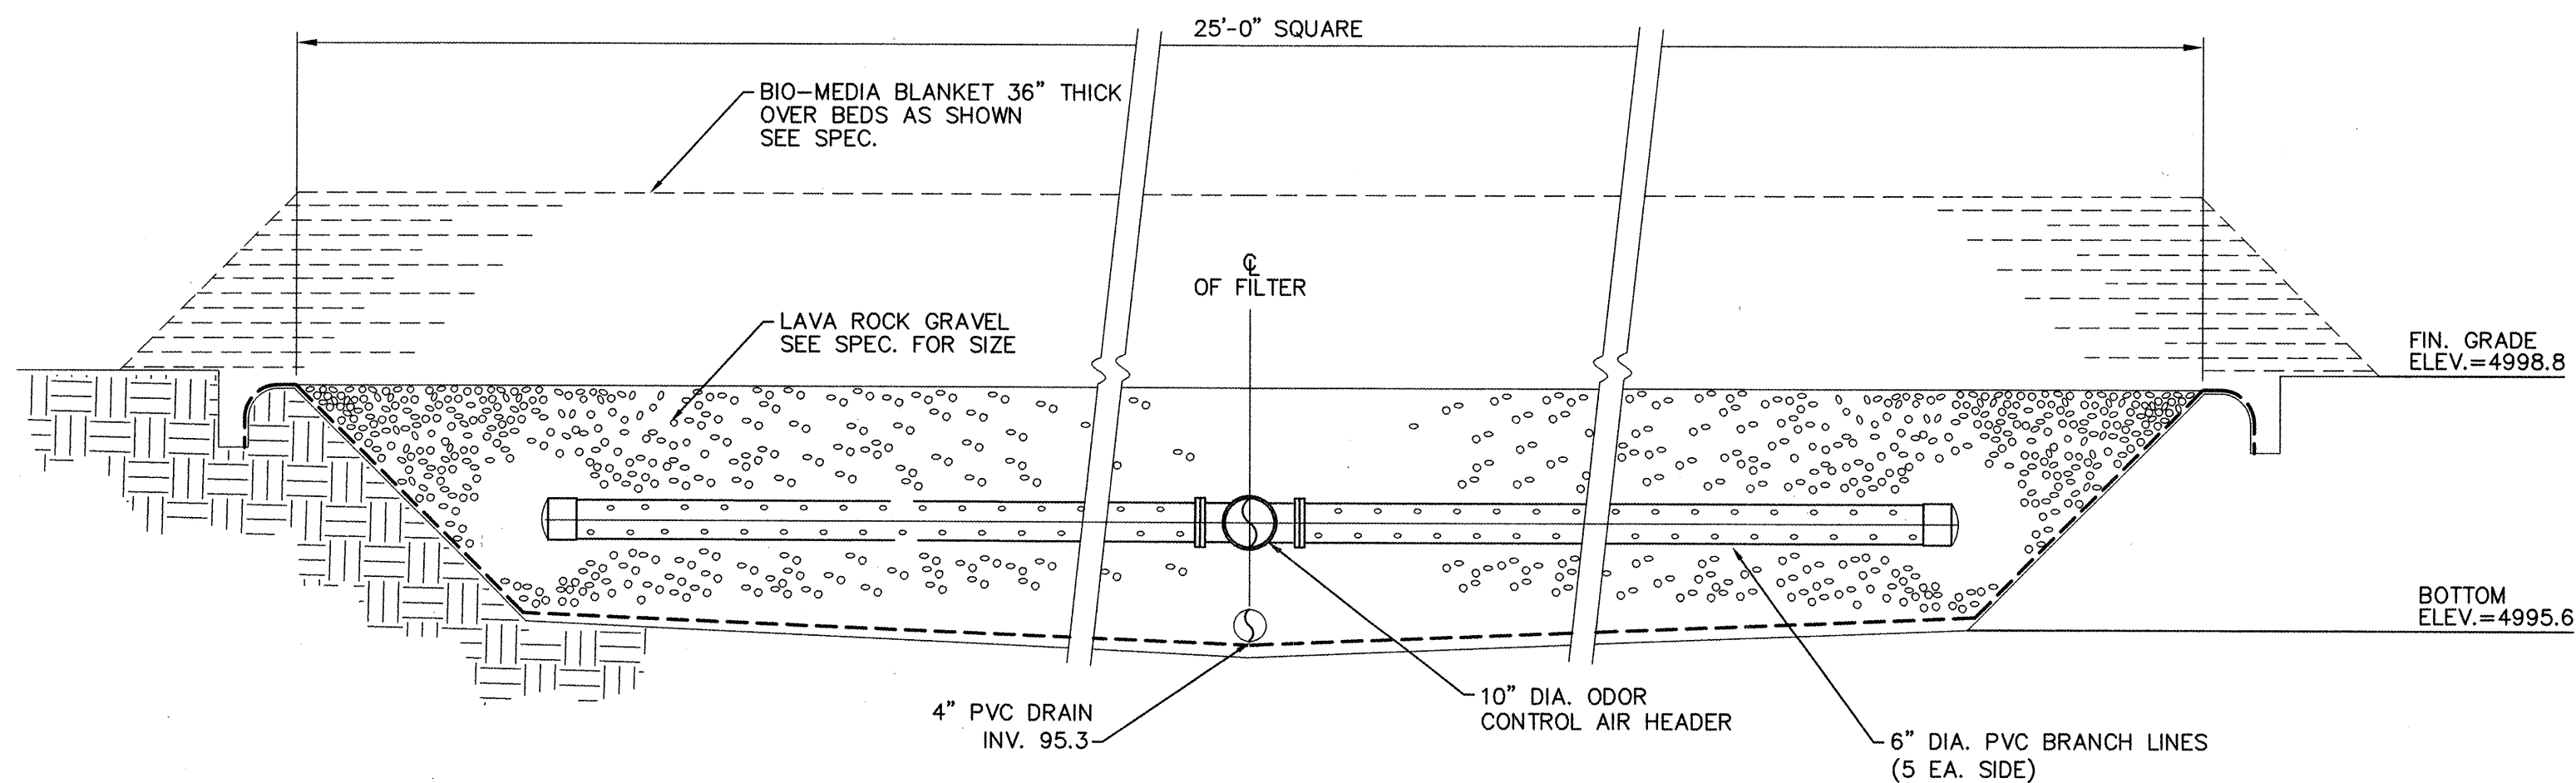 25'-0" SQUARE
BIO-MEDIA BLANKET 36" THICK
OVER BEDS AS SHOWN
SEE SPEC.
℄
OF FILTER
LAVA ROCK GRAVEL
SEE SPEC. FOR SIZE
FIN. GRADE
ELEV.=4998.8
BOTTOM
ELEV.=4995.6
4" PVC DRAIN
INV. 95.3
10" DIA. ODOR
CONTROL AIR HEADER
6" DIA. PVC BRANCH LINES
(5 EA. SIDE)